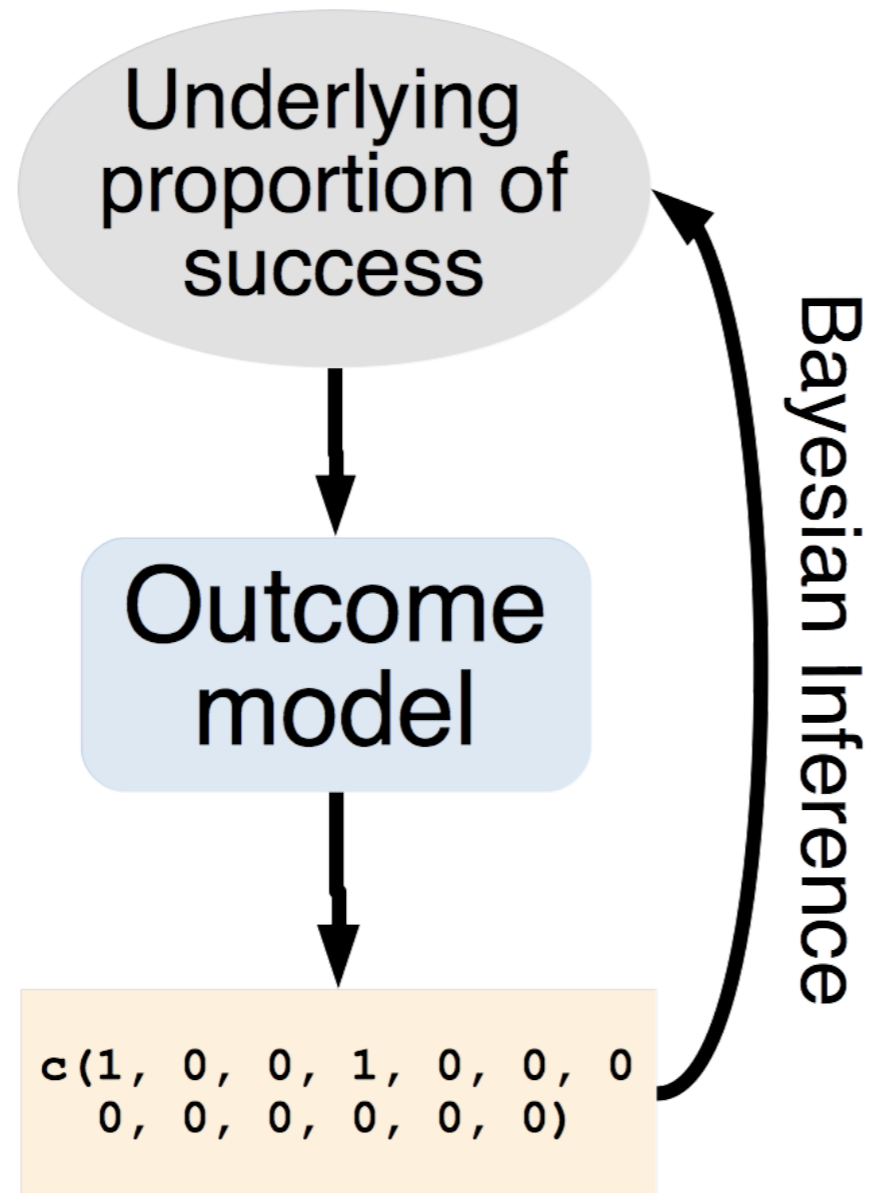 Underlying
proportion of
success
Outcome
model
c(1, 0, 0, 1, 0, 0, 0
0, 0, 0, 0, 0, 0)
Bayesian Inference